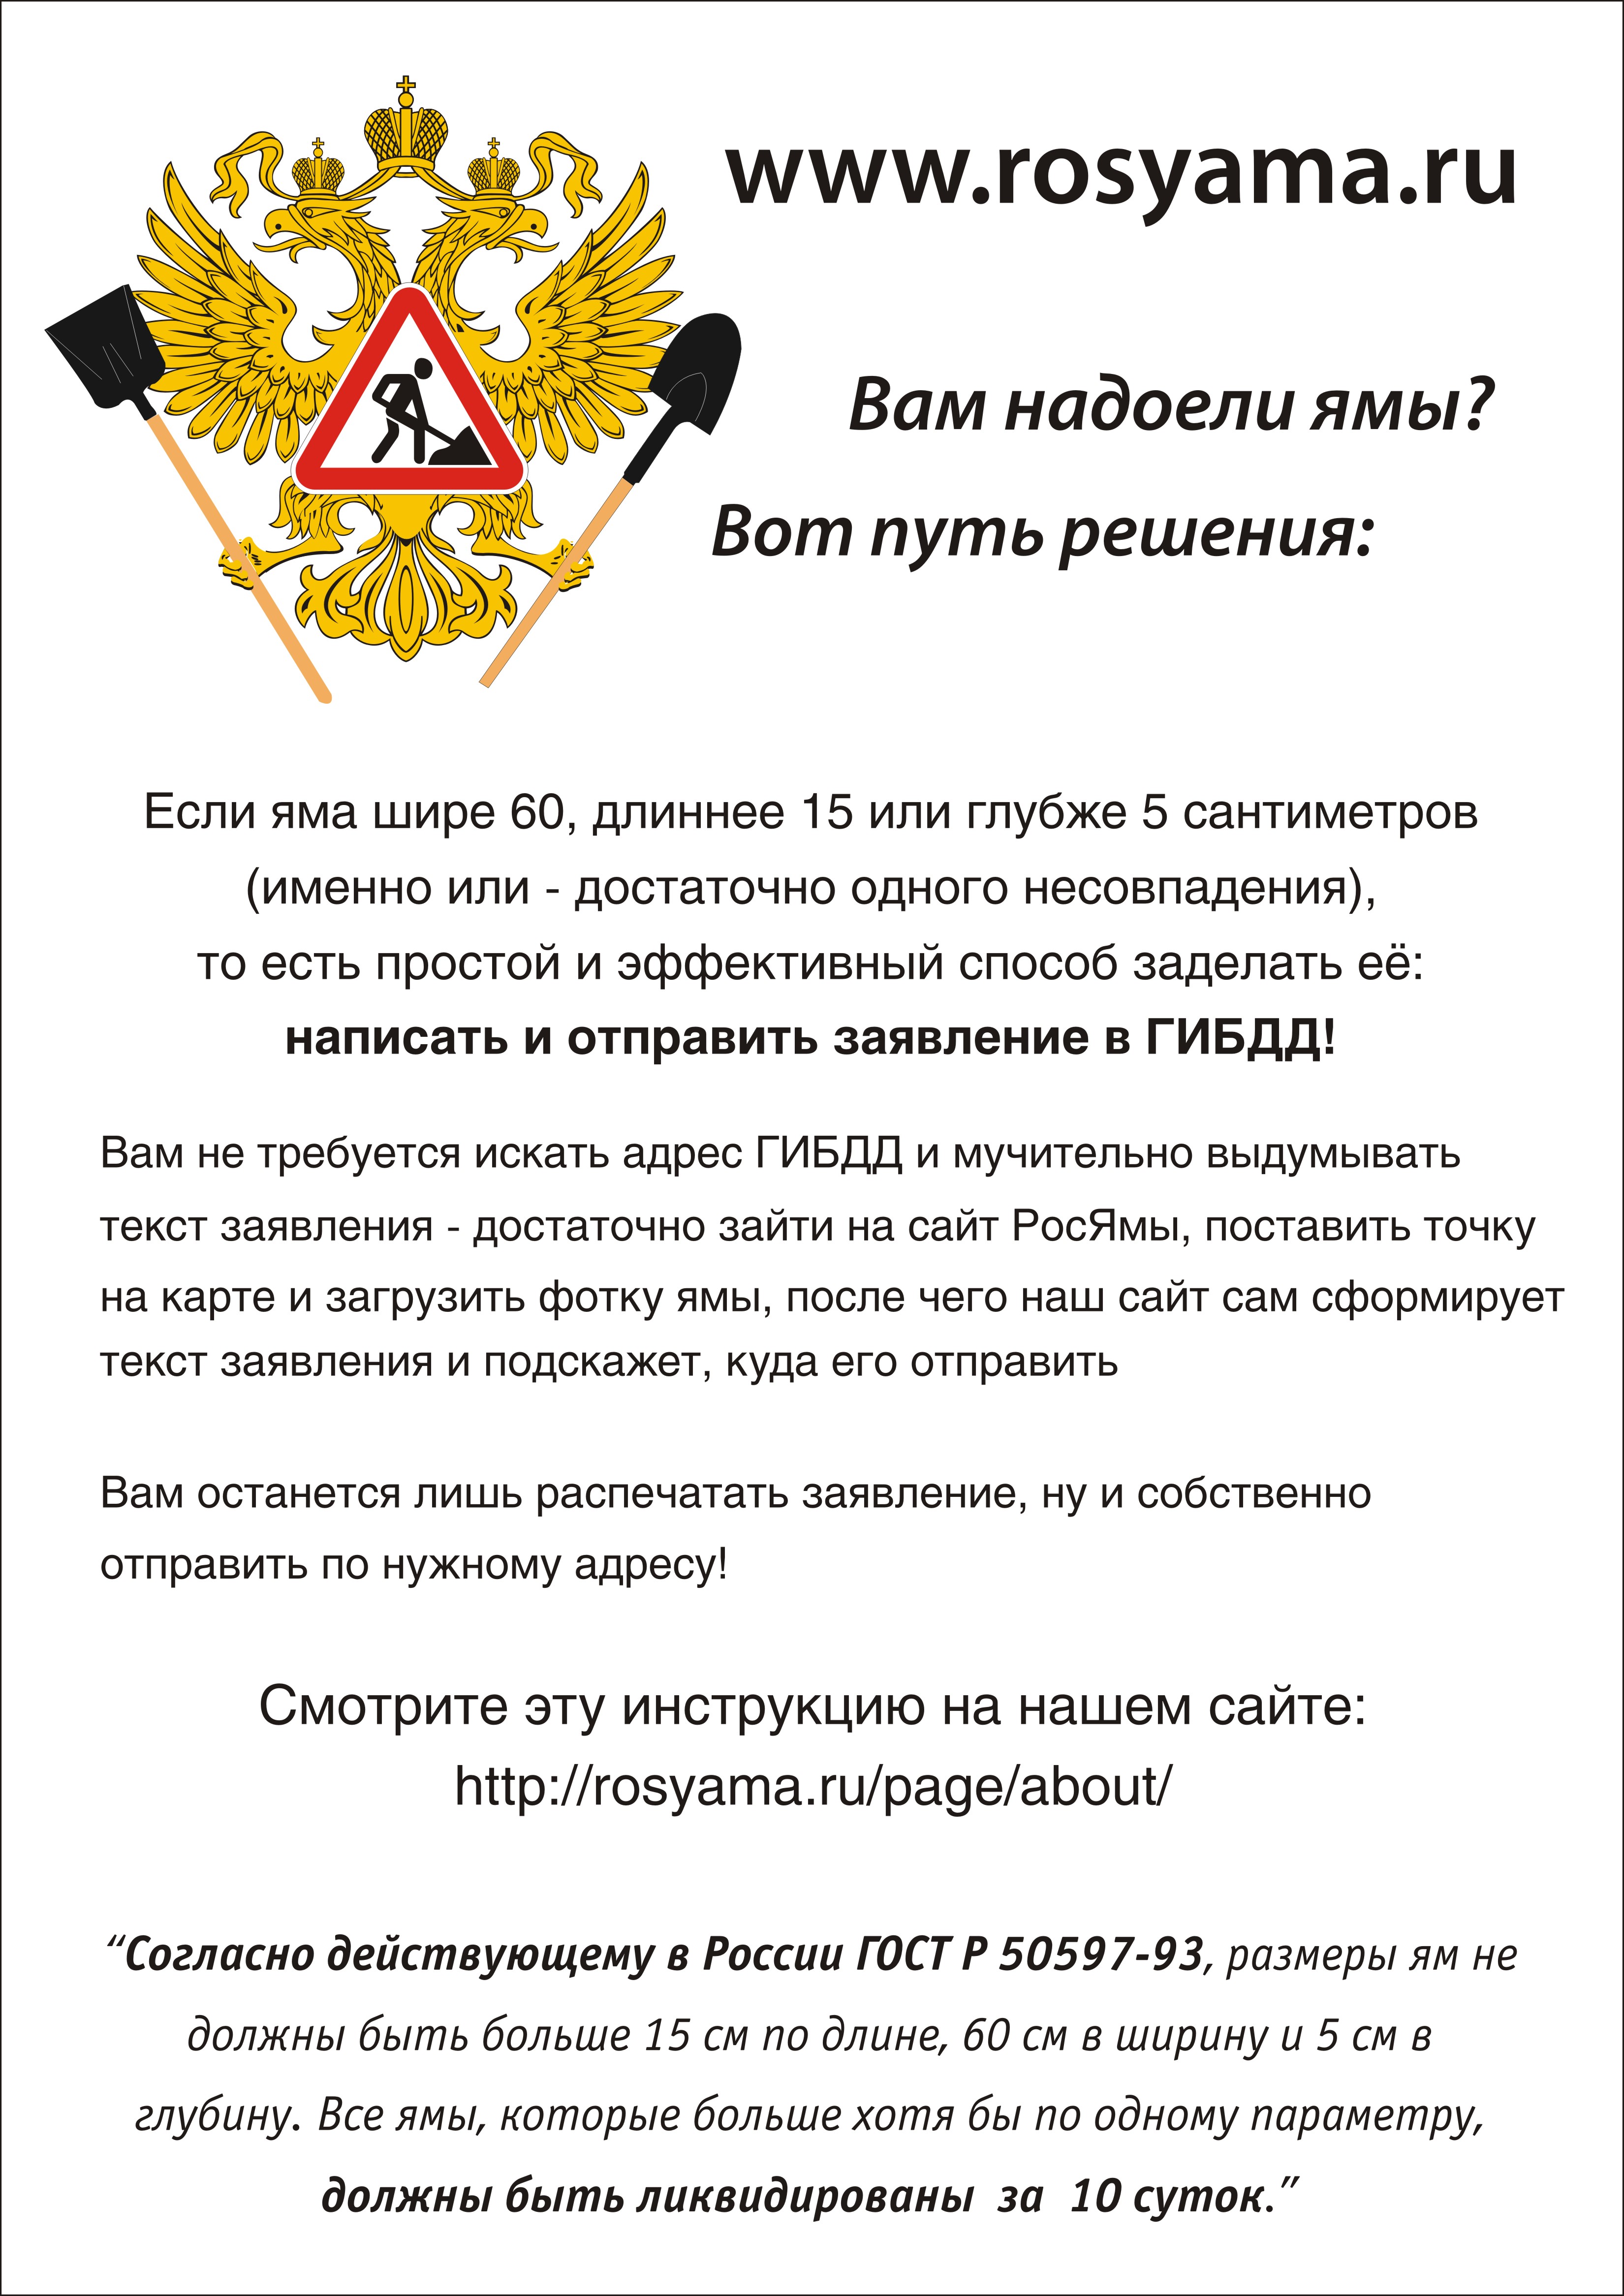 www.rosyama.ru
Вам надоели ямы?
Вот путь решения:
Если яма шире 60, длиннее 15 или глубже 5 сантиметров
(именно или - достаточно одного несовпадения),
то есть простой и эффективный способ заделать её:
написать и отправить заявление в ГИБДД!
Вам не требуется искать адрес ГИБДД и мучительно выдумывать
текст заявления - достаточно зайти на сайт РосЯмы, поставить точку
на карте и загрузить фотку ямы, после чего наш сайт сам сформирует
текст заявления и подскажет, куда его отправить
Вам останется лишь распечатать заявление, ну и собственно
отправить по нужному адресу!
Смотрите эту инструкцию на нашем сайте:
http://rosyama.ru/page/about/
“Согласно действующему в России ГОСТ Р 50597-93, размеры ям не
должны быть больше 15 см по длине, 60 см в ширину и 5 см в
глубину. Все ямы, которые больше хотя бы по одному параметру,
должны быть ликвидированы за 10 суток.”